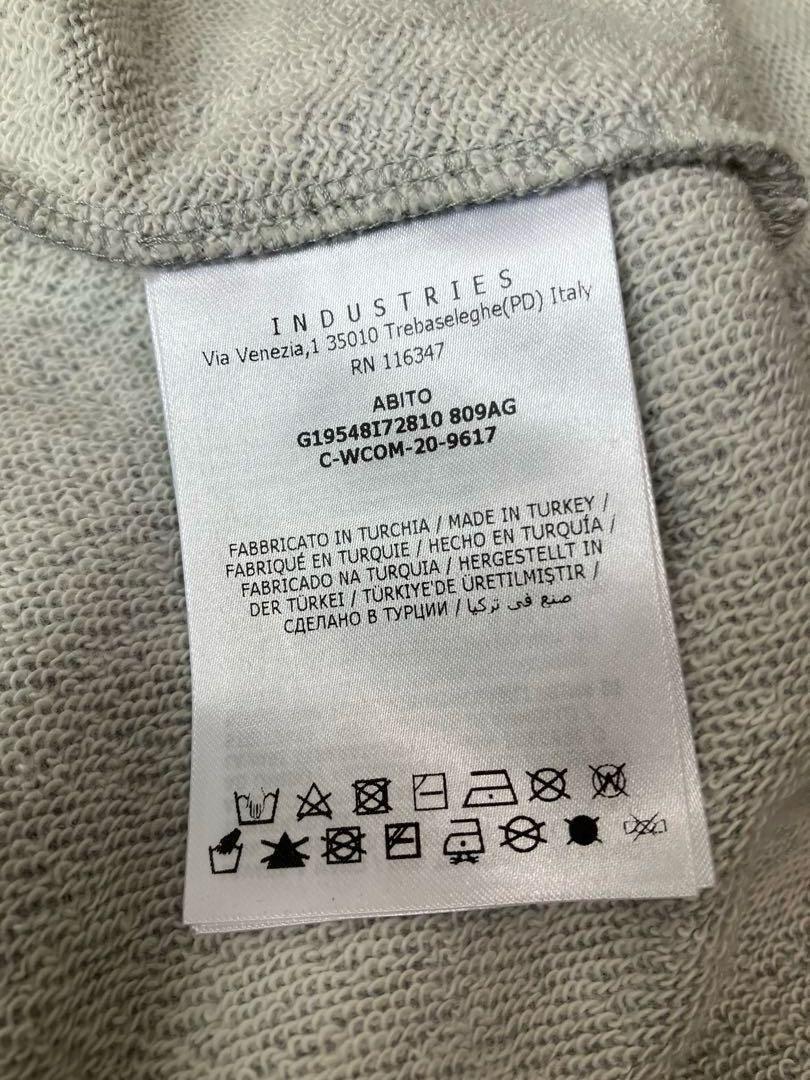 INDUSTRIES
Via Venezia,1 35010 Trebaseleghe(PD) Italy
RN 116347
ABITO
G19548I72810 809AG
C-WCOM-20-9617
FABBRICATO IN TURCHIA / MADE IN TURKEY /
FABRIQUÉ EN TURQUIE / HECHO EN TURQUÍA /
FABRICADO NA TURQUIA / HERGESTELLT IN
DER TÜRKEI / TÜRKIYE'DE ÜRETILMIŞTIR /
СДЕЛАНО В ТУРЦИИ / صنع في تركيا
W